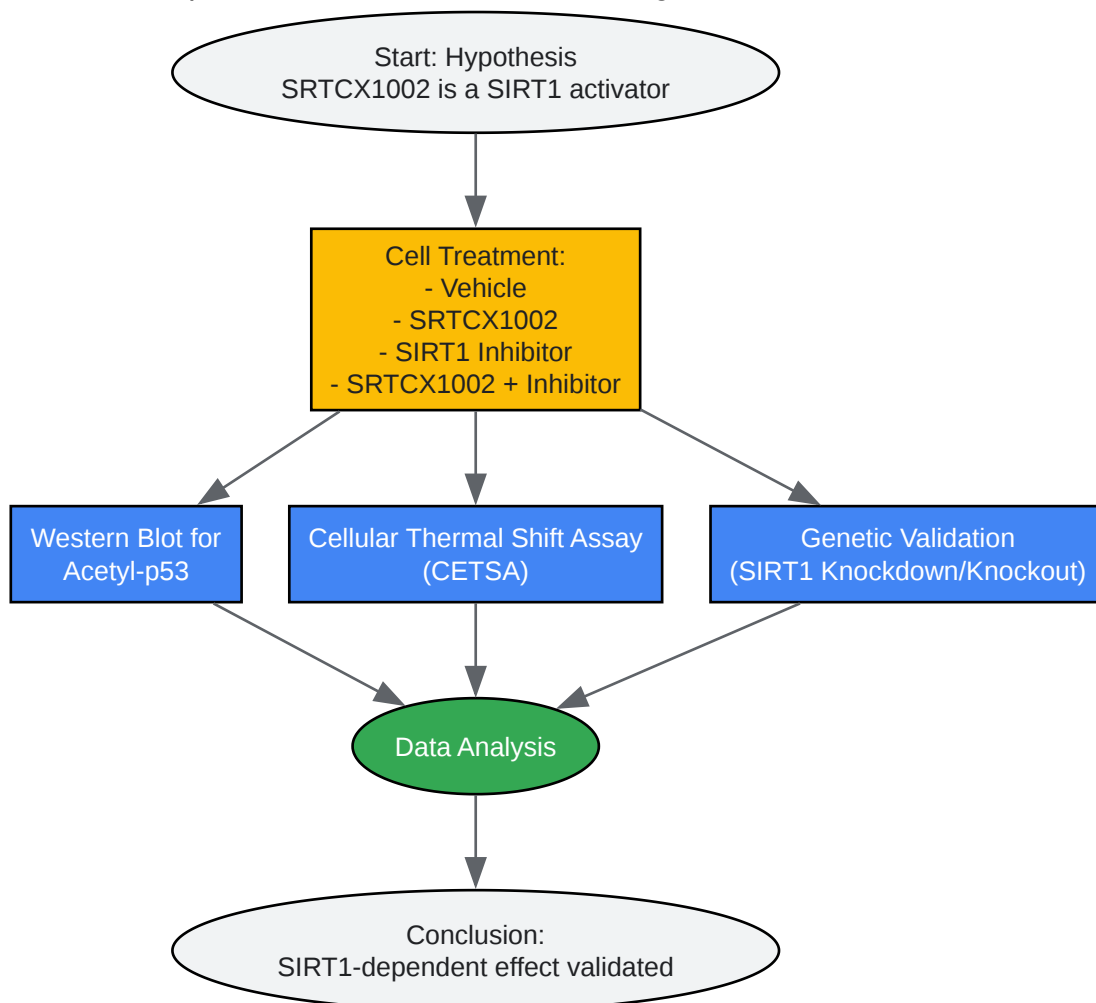 Start: Hypothesis
SRTCX1002 is a SIRT1 activator
Cell Treatment:
- Vehicle
- SRTCX1002
- SIRT1 Inhibitor
- SRTCX1002 + Inhibitor
Western Blot for
Acetyl-p53
Cellular Thermal Shift Assay
(CETSA)
Genetic Validation
(SIRT1 Knockdown/Knockout)
Data Analysis
Conclusion:
SIRT1-dependent effect validated